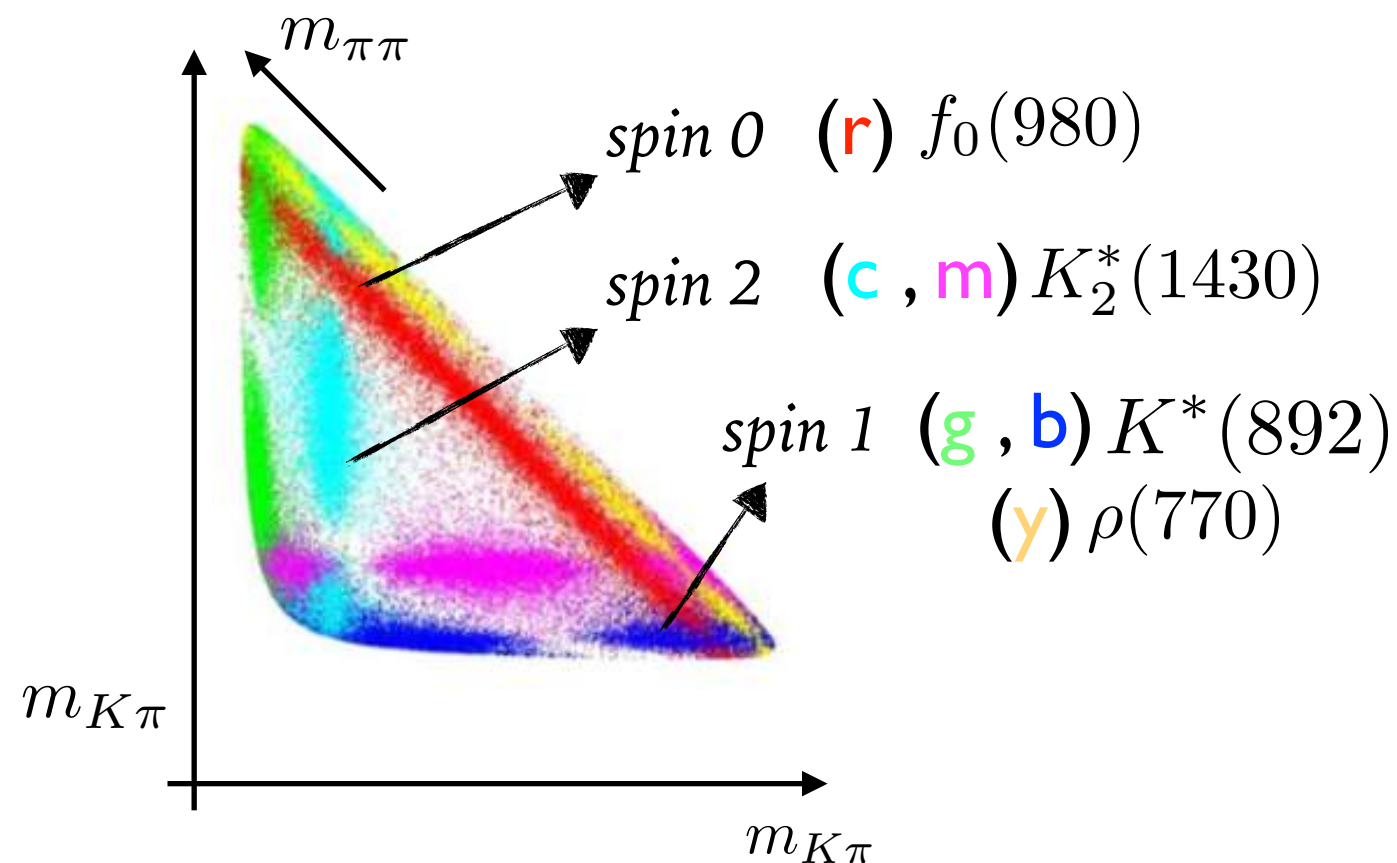 m_{ππ}
spin 0 (r) f_0(980)
spin 2 (c , m) K_2^*(1430)
spin 1 (g , b) K^*(892)
(y) ρ(770)
m_{Kπ}
m_{Kπ}